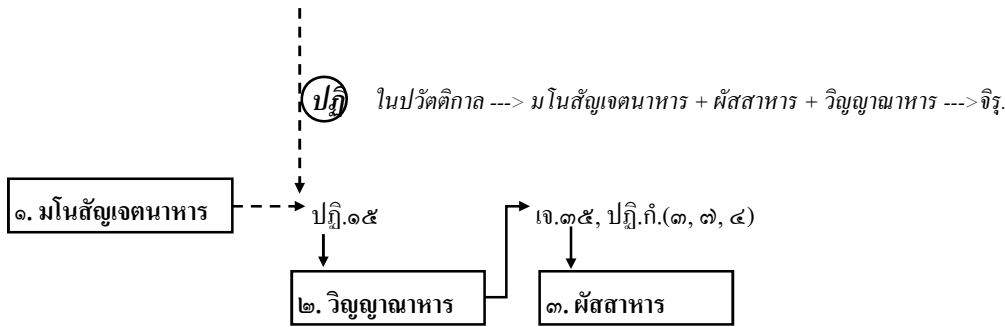 ปฏิ ในปวัตติกาล ---> มโนสัญเจตนาหาร + ผัสสาหาร + วิญญาณาหาร --->จิรุ.
๑. มโนสัญเจตนาหาร
ปฏิ.๑๕
เจ.๓๕, ปฏิ.กํ.(๓, ๗, ๔)
๒. วิญญาณาหาร
๓. ผัสสาหาร